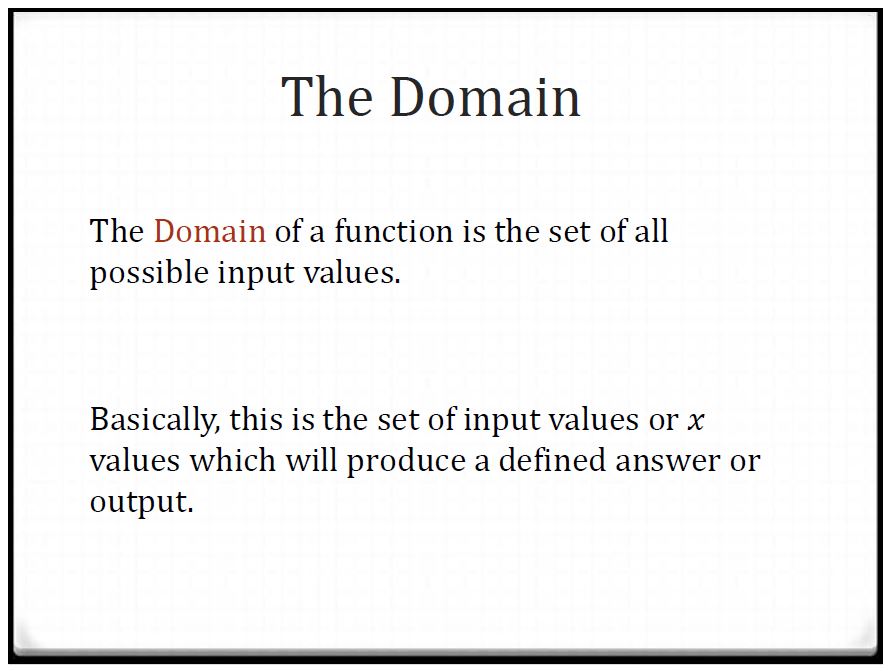 The Domain
The Domain of a function is the set of all
possible input values.
Basically, this is the set of input values or x
values which will produce a defined answer or
output.